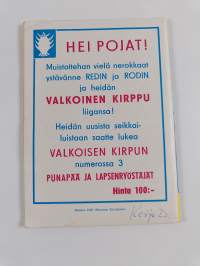 HEI POJAT!
Muistattehan vielä nerokkaat
ystävänne REDIN ja RODIN
ja heidän
VALKOINEN KIRPPU
liigansa!
Heidän uusista seikkai-
luistaan saatte lukea
VALKOISEN KIRPUN
numerossa 3
PUNAPÄÄ JA LAPSENRYÖSTÄJÄT
Hinta 100:—